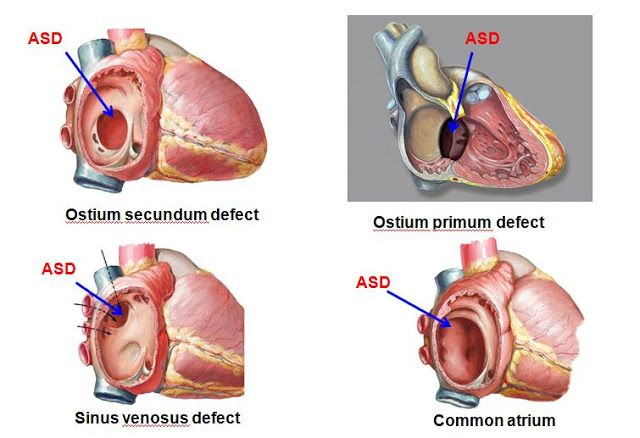 ASD
ASD
Ostium secundum defect
Ostium primum defect
ASD
ASD
Sinus venosus defect
Common atrium